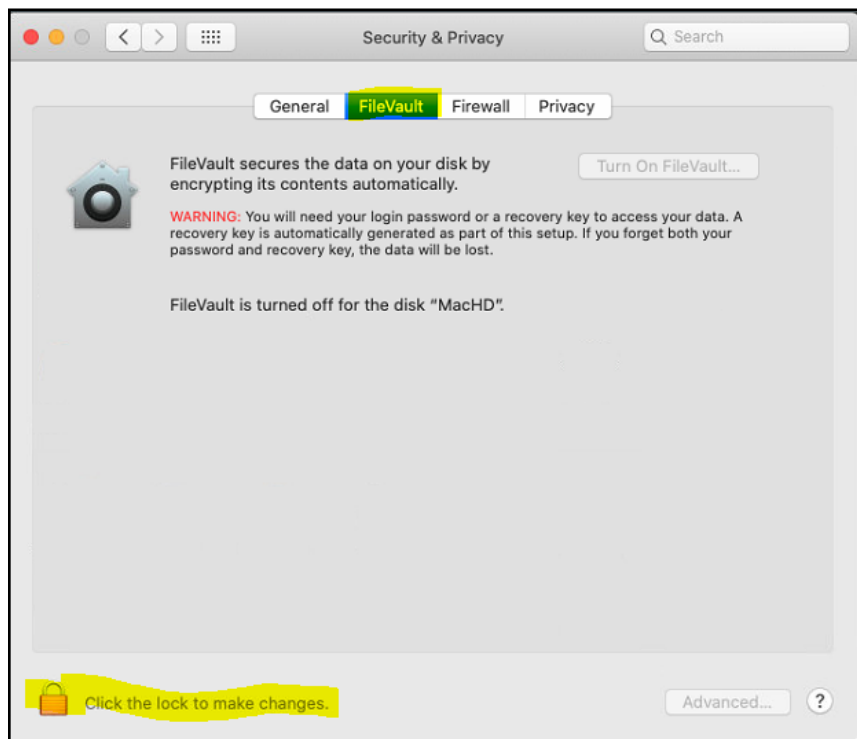 Security & Privacy
Search
General
FileVault
Firewall
Privacy
FileVault secures the data on your disk by
encrypting its contents automatically.
Turn On FileVault...
WARNING: You will need your login password or a recovery key to access your data. A
recovery key is automatically generated as part of this setup. If you forget both your
password and recovery key, the data will be lost.
FileVault is turned off for the disk “MacHD”.
Click the lock to make changes.
Advanced...
?